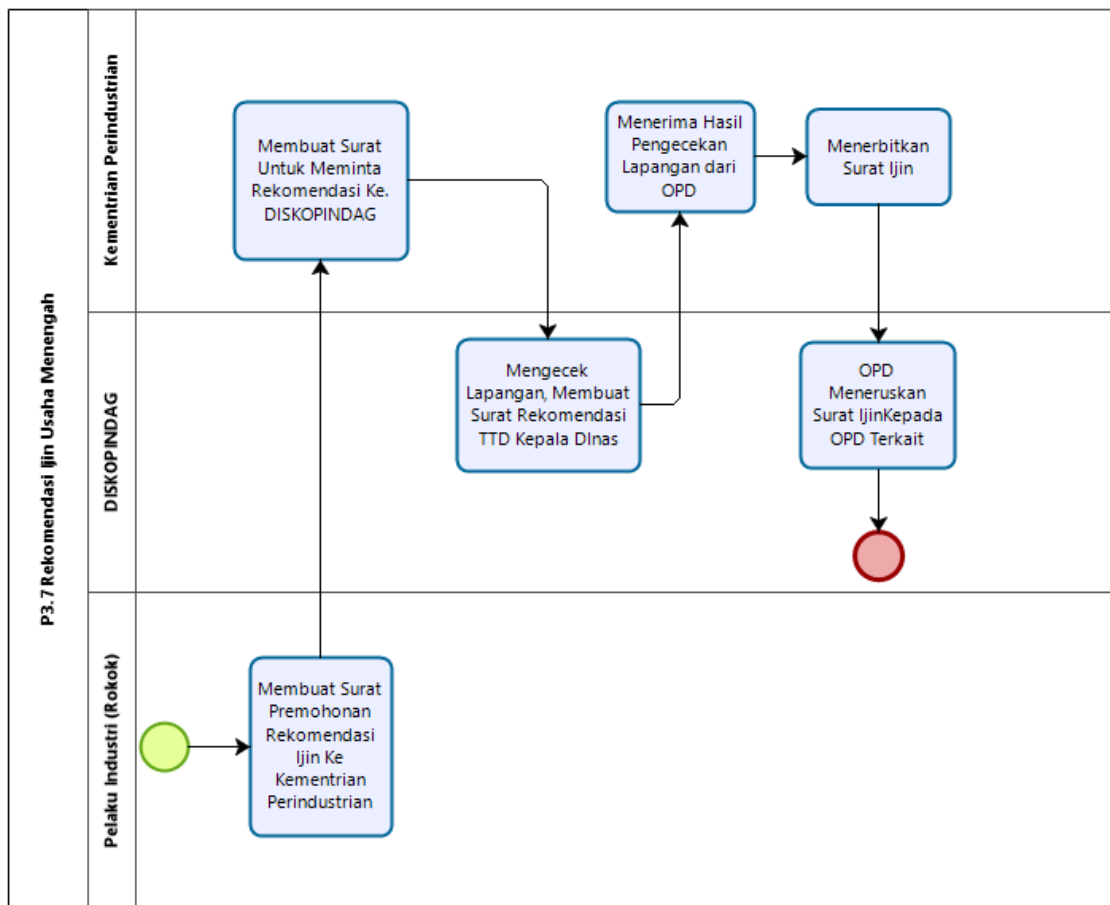 P3.7 Rekomendasi Ijin Usaha Menengah
Kementrian Perindustrian
Membuat Surat
Untuk Meminta
Rekomendasi Ke.
DISKOPINDAG
Menerima Hasil
Pengecekan
Lapangan dari
OPD
Menerbitkan
Surat Ijin
DISKOPINDAG
Mengecek
Lapangan, Membuat
Surat Rekomendasi
TTD Kepala DInas
OPD
Meneruskan
Surat IjinKepada
OPD Terkait
Pelaku Industri (Rokok)
Membuat Surat
Premohonan
Rekomendasi
Ijin Ke
Kementrian
Perindustrian